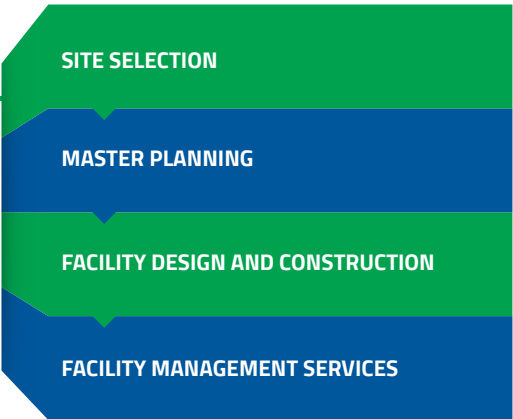 SITE SELECTION
MASTER PLANNING
FACILITY DESIGN AND CONSTRUCTION
FACILITY MANAGEMENT SERVICES